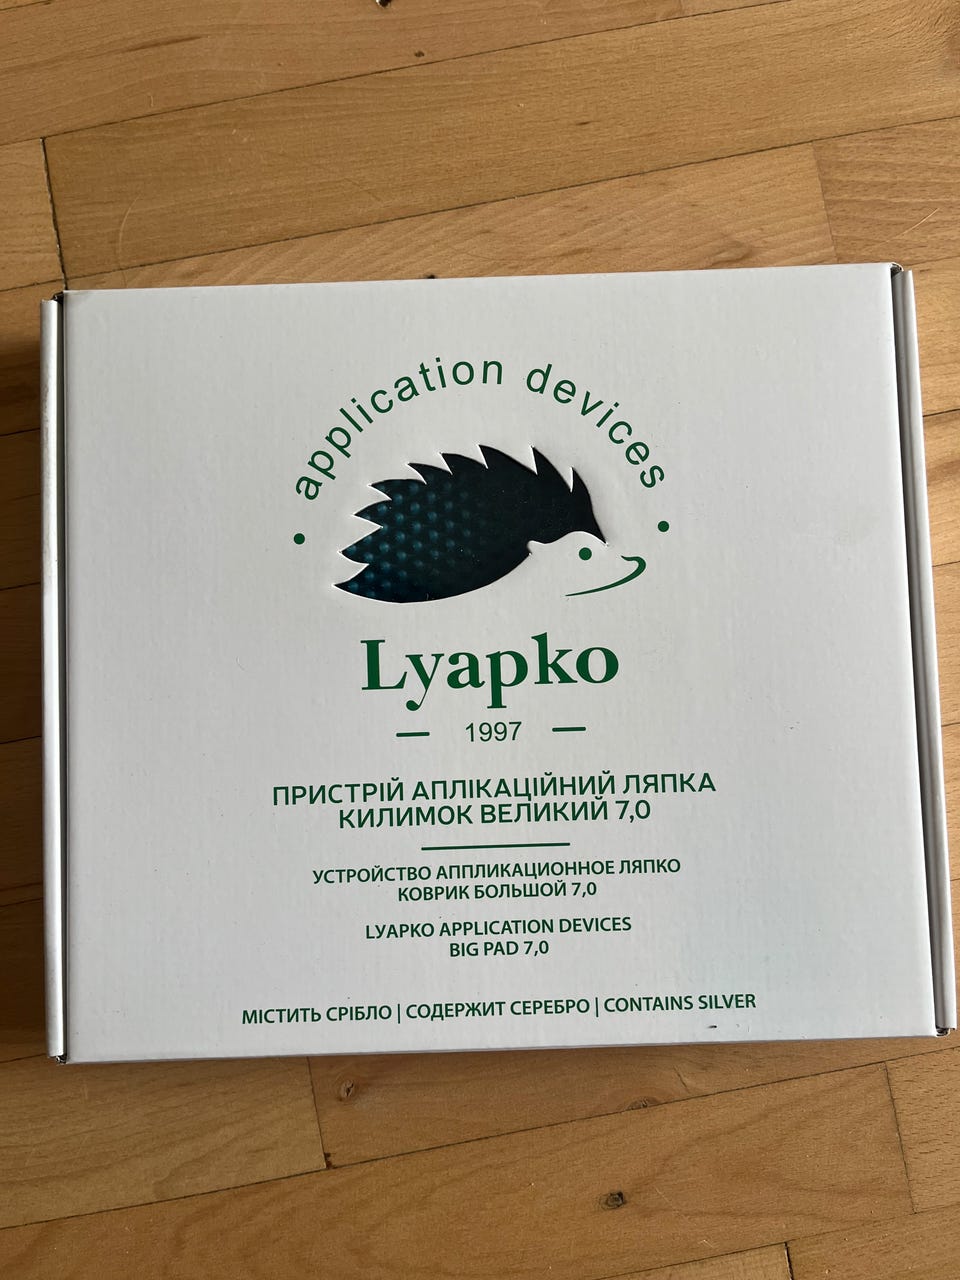 • application devices •
Lyapko
— 1997 —
ПРИСТРІЙ АПЛІКАЦІЙНИЙ ЛЯПКА
КИЛИМОК ВЕЛИКИЙ 7,0
УСТРОЙСТВО АППЛИКАЦИОННОЕ ЛЯПКО
КОВРИК БОЛЬШОЙ 7,0
LYAPKO APPLICATION DEVICES
BIG PAD 7,0
МІСТИТЬ СРІБЛО | СОДЕРЖИТ СЕРЕБРО | CONTAINS SILVER